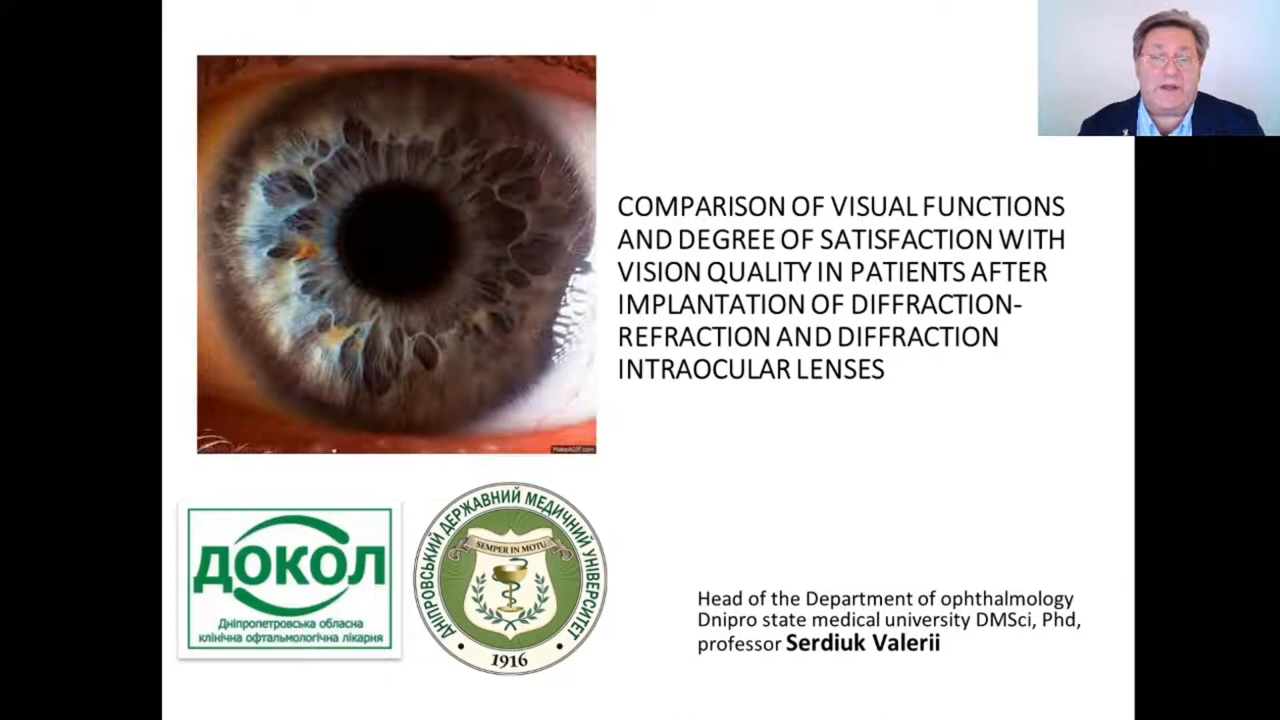 COMPARISON OF VISUAL FUNCTIONS
AND DEGREE OF SATISFACTION WITH
VISION QUALITY IN PATIENTS AFTER
IMPLANTATION OF DIFFRACTION-
REFRACTION AND DIFFRACTION
INTRAOCULAR LENSES
MakeAGIF.com
ДОКОЛ
Дніпропетровська обласна
клінічна офтальмологічна лікарня
ДНІПРОВСЬКИЙ ДЕРЖАВНИЙ МЕДИЧНИЙ УНІВЕРСИТЕТ
SEMPER IN MOTU
• 1916 •
Head of the Department of ophthalmology
Dnipro state medical university DMSci, Phd,
professor Serdiuk Valerii